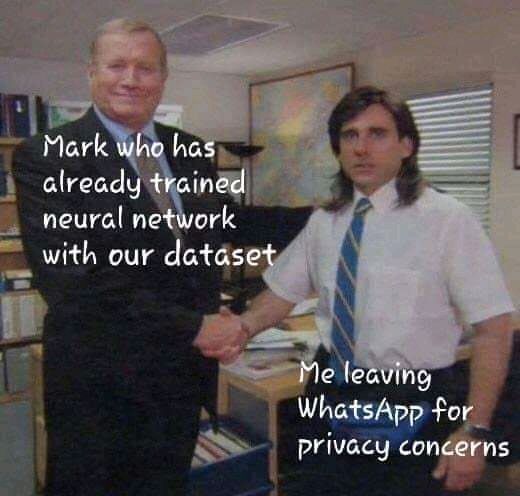 Mark who has
already trained
neural network
with our dataset
Me leaving
WhatsApp for
privacy concerns